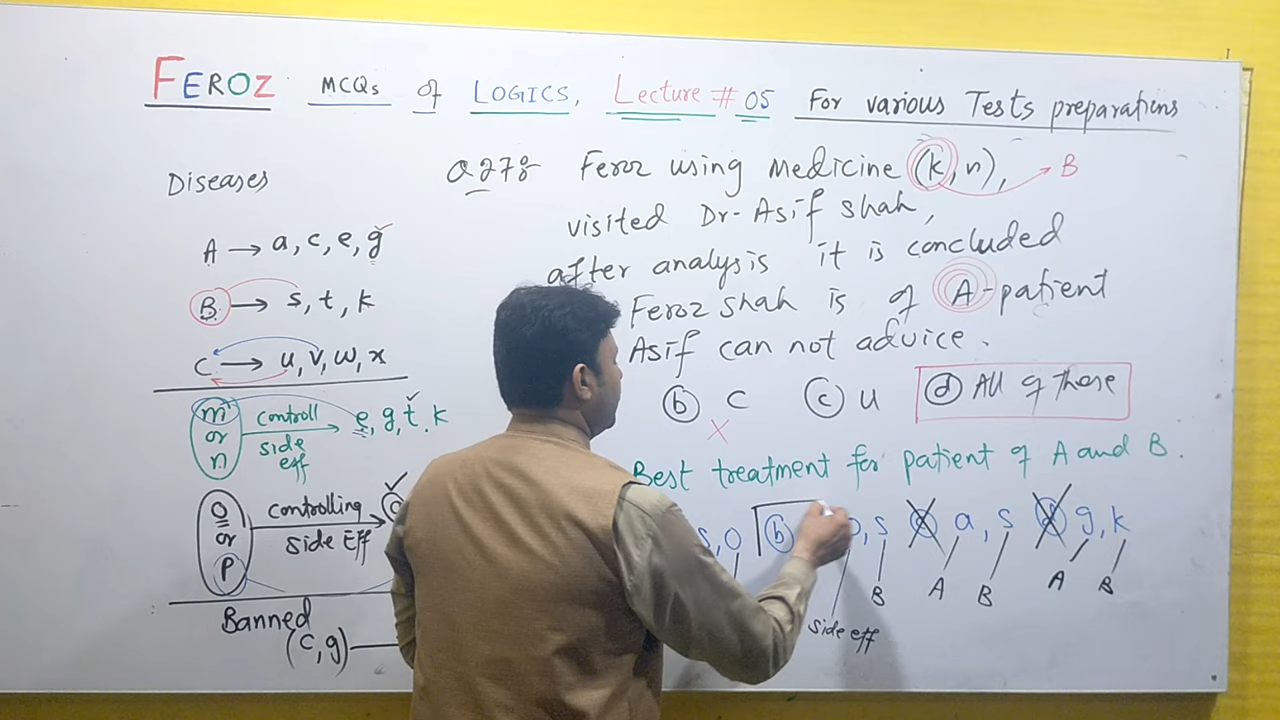 FEROZ MCQs of LOGICS, Lecture # 05 For various Tests preparations
Diseases
A → a, c, e, g
B → s, t, k
C → u, v, w, x
m or n controll side eff → e, g, t, k
o or p controlling side Eff →
Banned
(c, g)
Q278 Feroz using medicine (k, n), → B
visited Dr-Asif shah,
after analysis it is concluded
Feroz shah is of A-patient
Asif can not advice.
(b) C (c) u (d) All of these
X
Best treatment for patient of A and B.
s, o (b) s a, s g, k
B A B A B
side eff